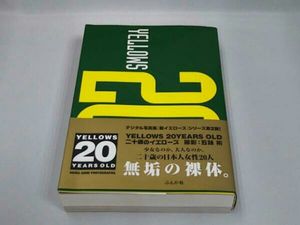 YELLOWS
20
デジタル写真集「新イエローズ」シリーズ第2弾!
YELLOWS 20YEARS OLD
二十歳のイエローズ 撮影:五味彬
少女なのか、大人なのか、
二十歳の日本人女性20人
無垢の裸体。
YELLOWS
20
YEARS OLD
AKIRA GOMI PHOTOGRAPHS
ぶんか社